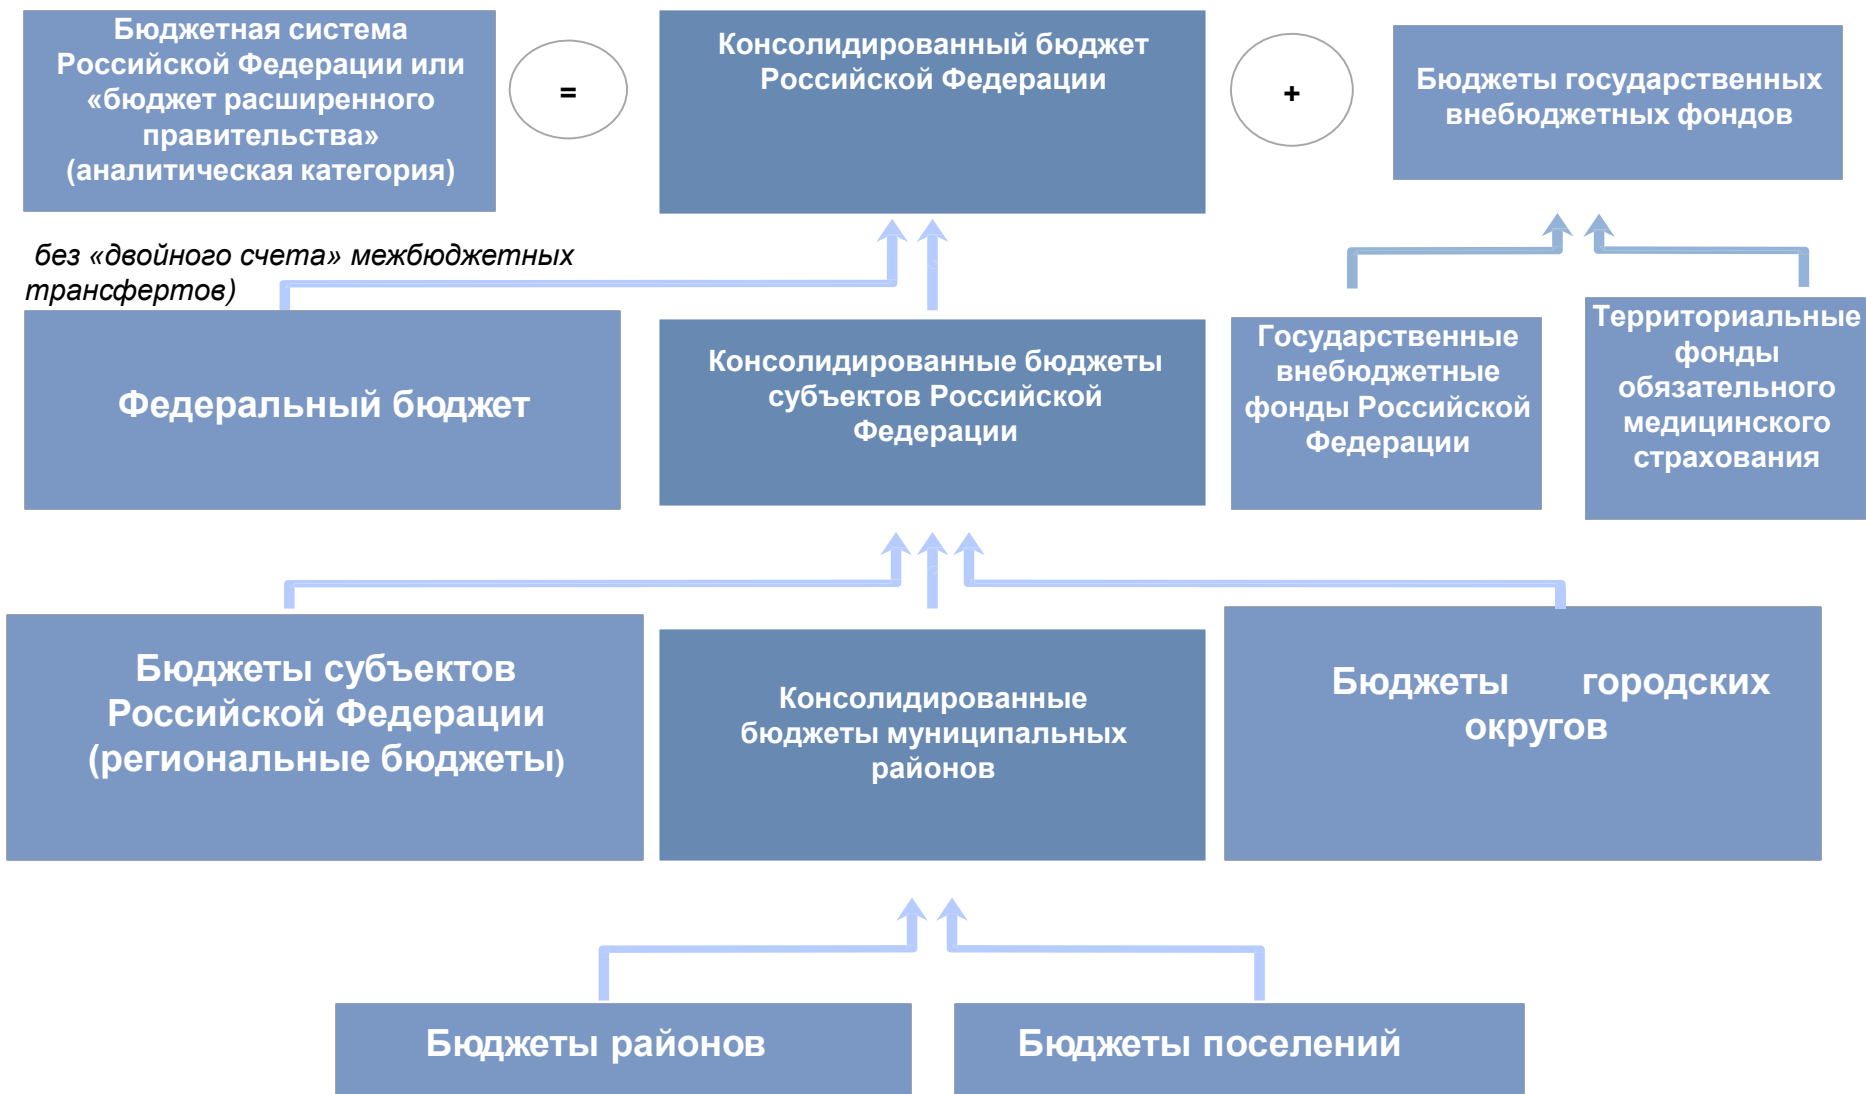 Бюджетная система
Российской Федерации или
«бюджет расширенного
правительства»
(аналитическая категория)
=
Консолидированный бюджет
Российской Федерации
+
Бюджеты государственных
внебюджетных фондов
без «двойного счета» межбюджетных
трансфертов)
Федеральный бюджет
Консолидированные бюджеты
субъектов Российской
Федерации
Государственные
внебюджетные
фонды Российской
Федерации
Территориальные
фонды
обязательного
медицинского
страхования
Бюджеты субъектов
Российской Федерации
(региональные бюджеты)
Консолидированные
бюджеты муниципальных
районов
Бюджеты городских
округов
Бюджеты районов
Бюджеты поселений